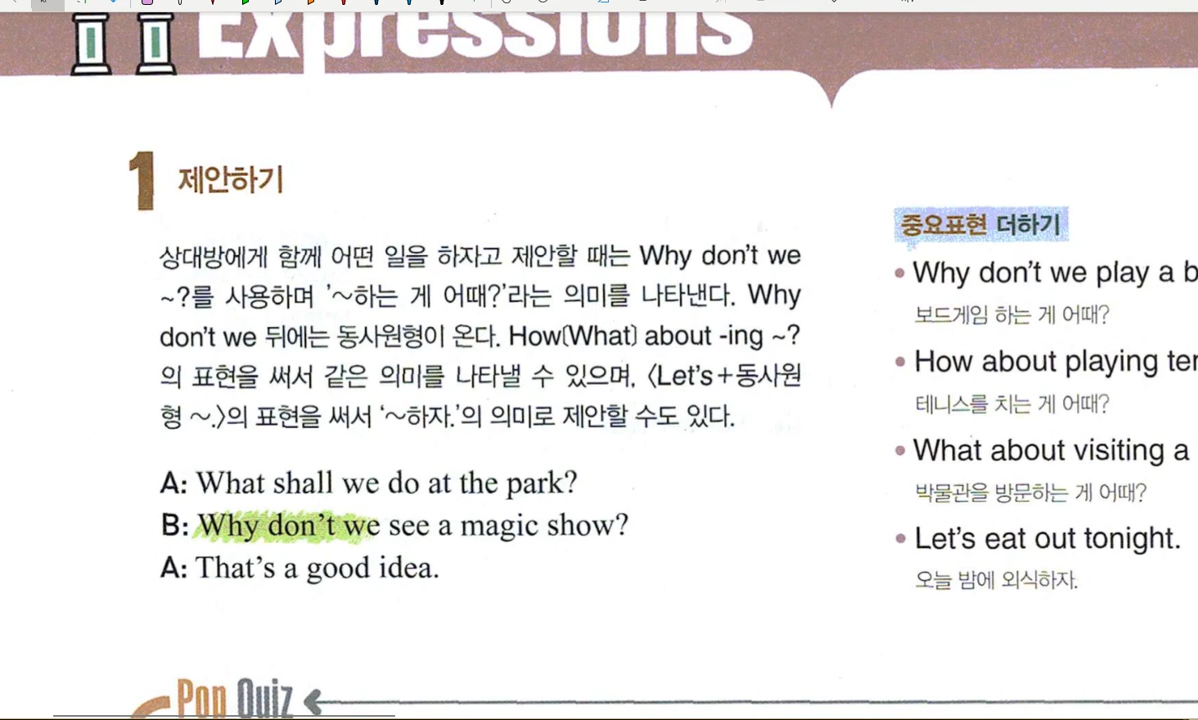 Expressions
1 제안하기
상대방에게 함께 어떤 일을 하자고 제안할 때는 Why don't we
~?를 사용하며 '~하는 게 어때?'라는 의미를 나타낸다. Why
don't we 뒤에는 동사원형이 온다. How(What) about -ing ~?
의 표현을 써서 같은 의미를 나타낼 수 있으며, 〈Let's+동사원
형 ~.〉의 표현을 써서 '~하자.'의 의미로 제안할 수도 있다.
A: What shall we do at the park?
B: Why don't we see a magic show?
A: That's a good idea.
중요표현 더하기
• Why don't we play a b
보드게임 하는 게 어때?
• How about playing ter
테니스를 치는 게 어때?
• What about visiting a
박물관을 방문하는 게 어때?
• Let's eat out tonight.
오늘 밤에 외식하자.
Pop Quiz